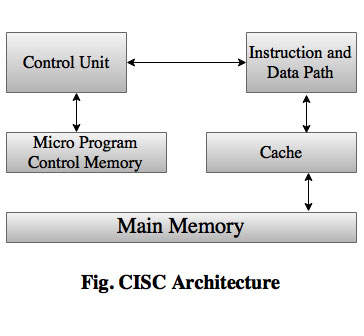 Control Unit
Instruction and
Data Path
Micro Program
Control Memory
Cache
Main Memory
Fig. CISC Architecture